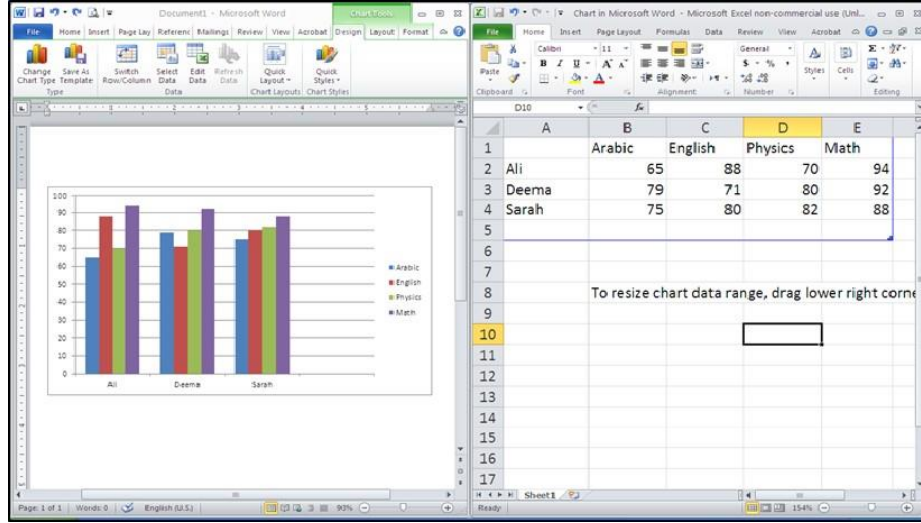 Document1 - Microsoft Word
Chart Tools
File Home Insert Page Lay Referenc Mailings Review View Acrobat Design Layout Format
Change Chart Type
Save As Template
Switch Row/Column
Select Data
Edit Data
Refresh Data
Quick Layout
Quick Styles
Type
Data
Chart Layouts
Chart Styles
100
90
80
70
60
50
40
30
20
10
0
Ali Deema Sarah
Arabic
English
Physics
Math
Page: 1 of 1 Words: 0 English (U.S.) 93%
Chart in Microsoft Word - Microsoft Excel non-commercial use (Unl...
File Home Insert Page Layout Formulas Data Review View Acrobat
Paste
Calibri 11
B I U A A
General
$ % ,
Styles
Cells
Clipboard Font Alignment Number Editing
D10 fx
A B C D E
1 Arabic English Physics Math
2 Ali 65 88 70 94
3 Deema 79 71 80 92
4 Sarah 75 80 82 88
5
6
7
8 To resize chart data range, drag lower right corne
9
10
11
12
13
14
15
16
17
Sheet1
Ready 154%